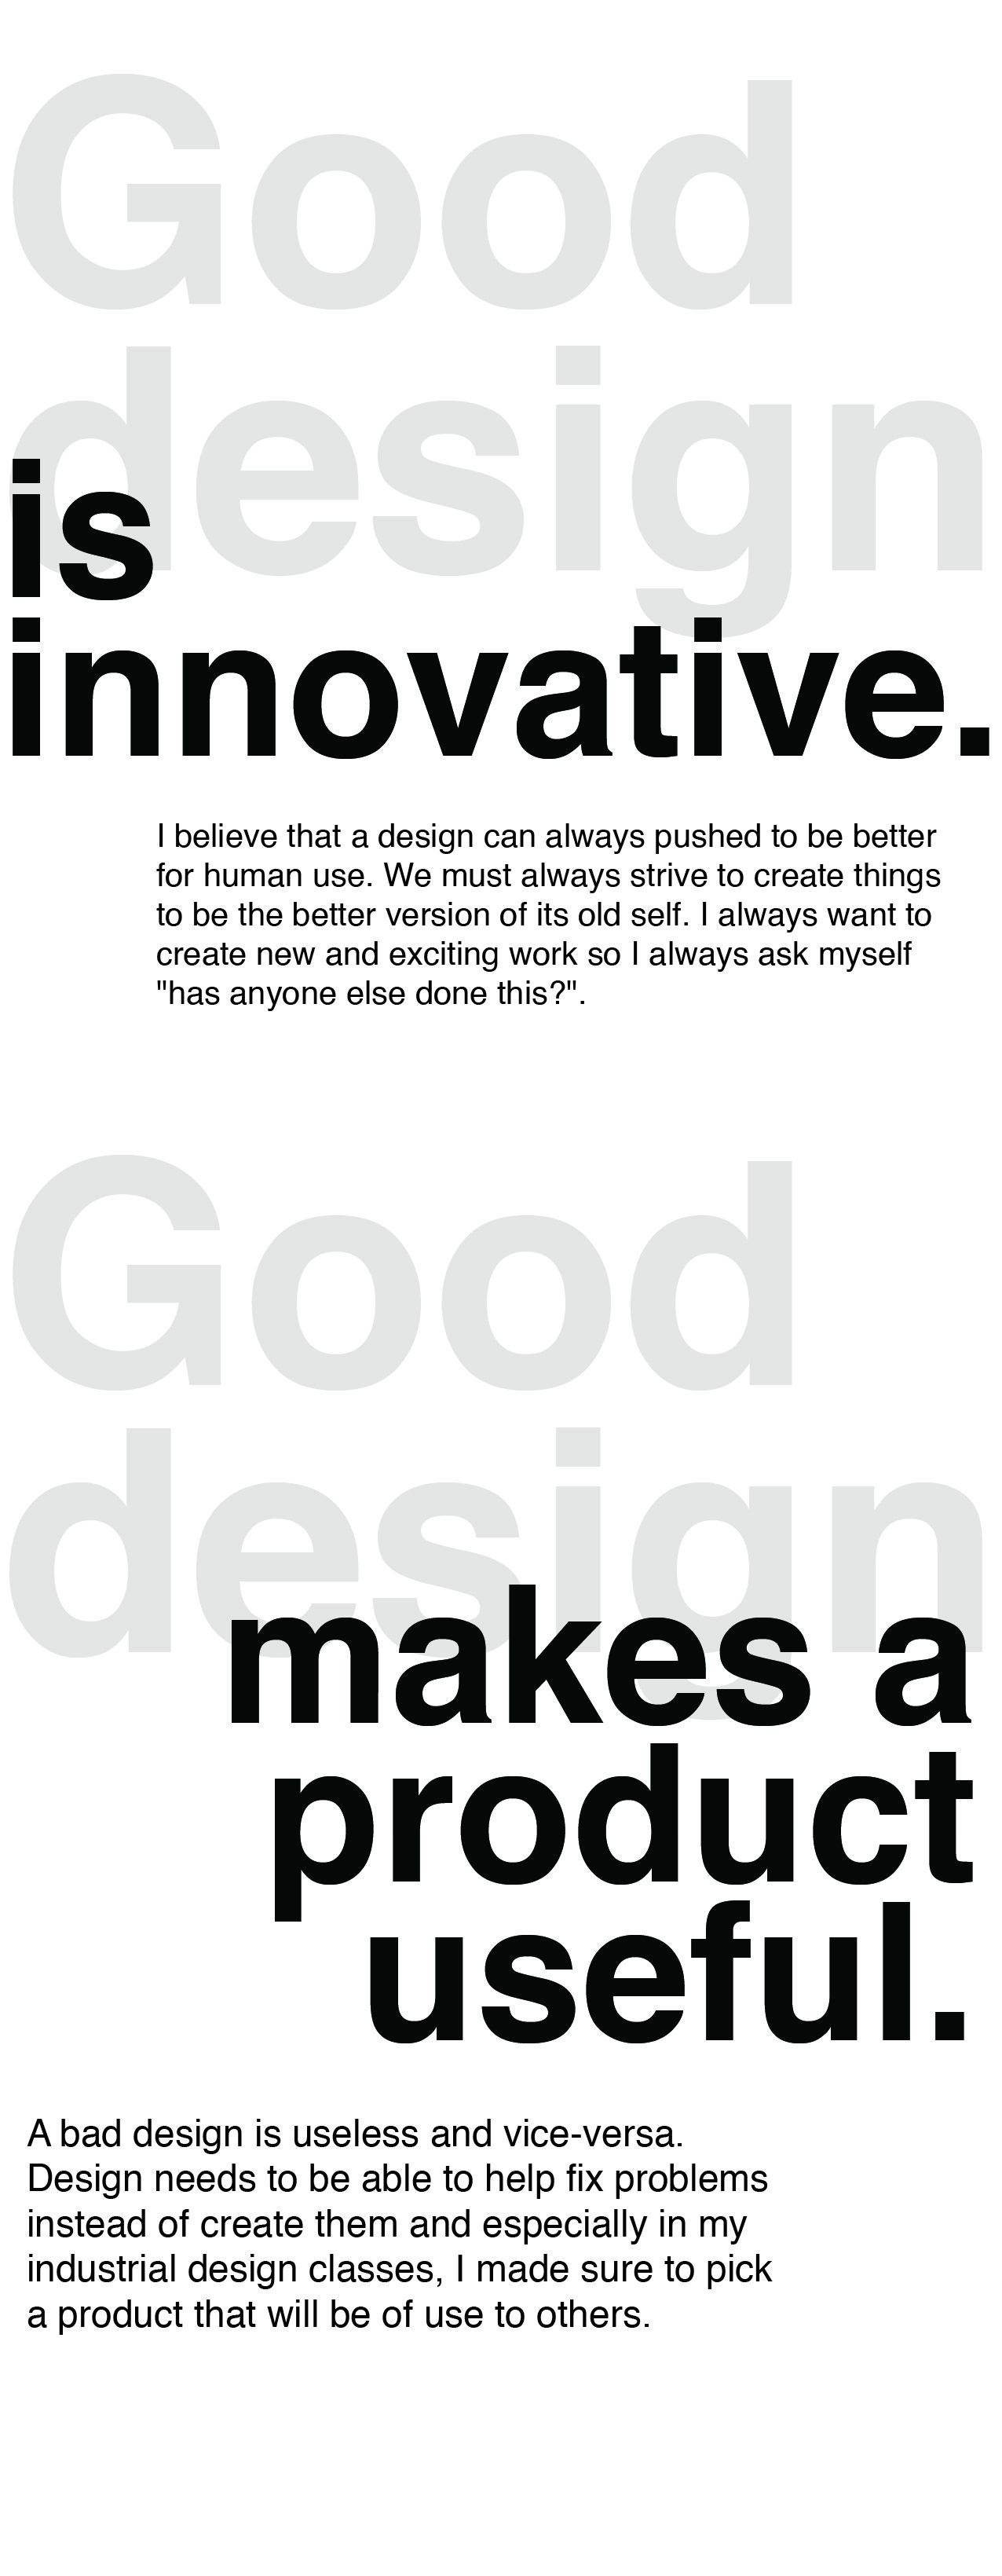 Good
design
is
innovative.
I believe that a design can always pushed to be better
for human use. We must always strive to create things
to be the better version of its old self. I always want to
create new and exciting work so I always ask myself
"has anyone else done this?".
Good
design
makes a
product
useful.
A bad design is useless and vice-versa.
Design needs to be able to help fix problems
instead of create them and especially in my
industrial design classes, I made sure to pick
a product that will be of use to others.